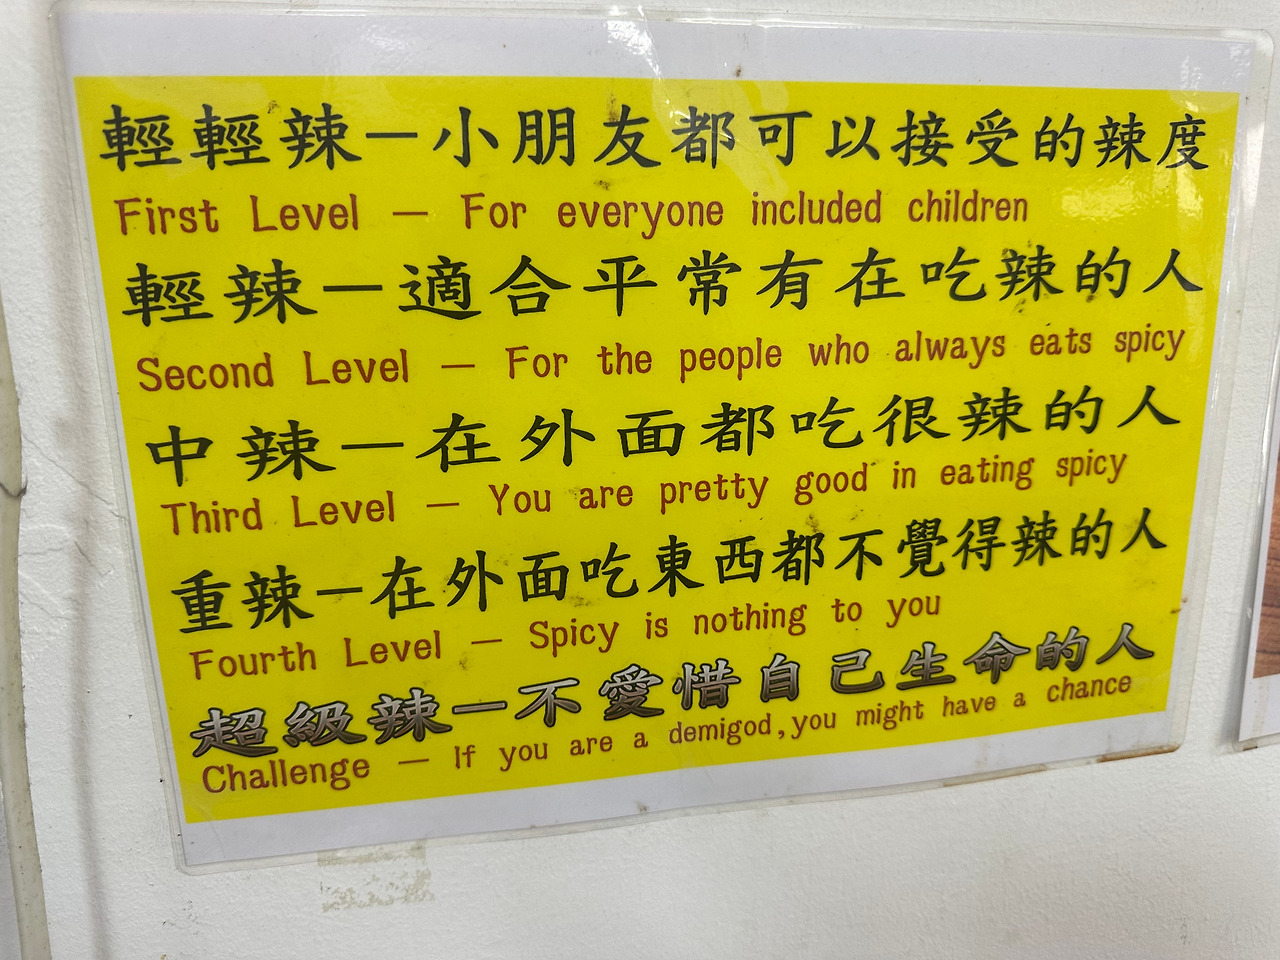 輕輕辣－小朋友都可以接受的辣度
First Level － For everyone included children
輕辣－適合平常有在吃辣的人
Second Level － For the people who always eats spicy
中辣－在外面都吃很辣的人
Third Level － You are pretty good in eating spicy
重辣－在外面吃東西都不覺得辣的人
Fourth Level － Spicy is nothing to you
超級辣－不愛惜自己生命的人
Challenge － If you are a demigod,you might have a chance